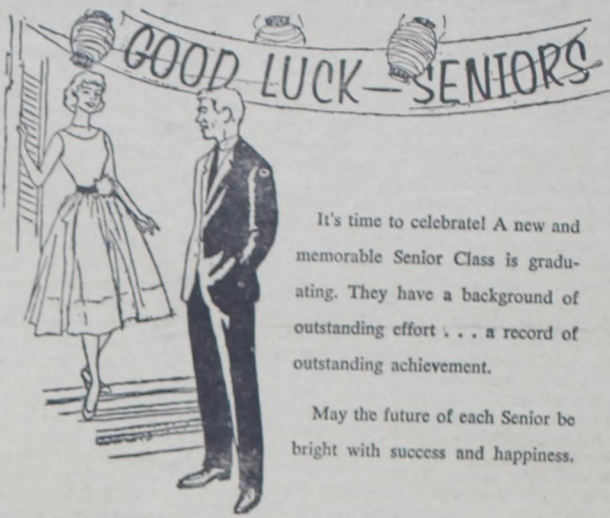 GOOD LUCK—SENIORS
It's time to celebrate! A new and
memorable Senior Class is gradu-
ating. They have a background of
outstanding effort . . . a record of
outstanding achievement.
May the future of each Senior be
bright with success and happiness.